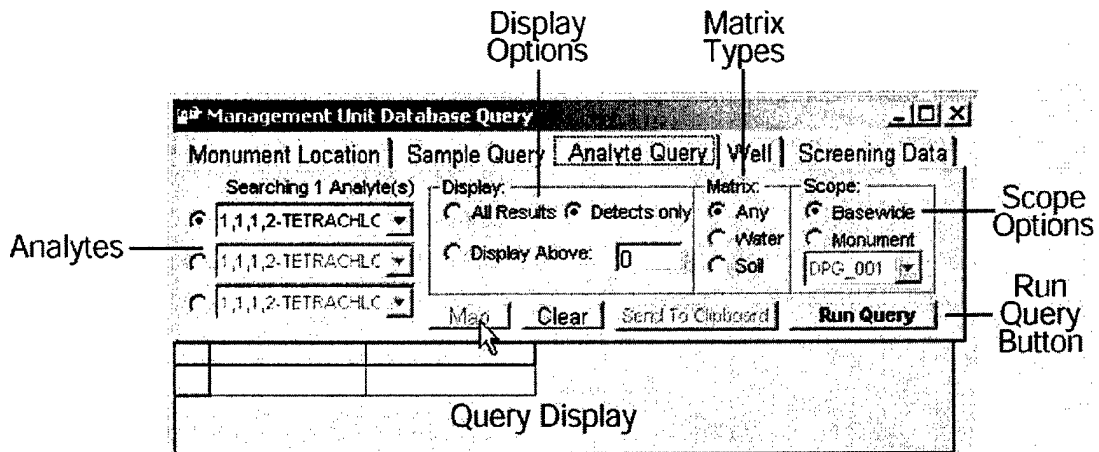 Display
Options
Matrix
Types
Management Unit Database Query
Monument Location Sample Query Analyte Query Well Screening Data
Searching 1 Analyte(s) Display: Matrix: Scope:
1,1,1,2-TETRACHLC All Results Detects only Any Basewide
Scope
Options
Analytes
1,1,1,2-TETRACHLC Display Above: 0 Water Monument
1,1,1,2-TETRACHLC Soil DPG_001
Map Clear Send To Clipboard Run Query
Run
Query
Button
Query Display